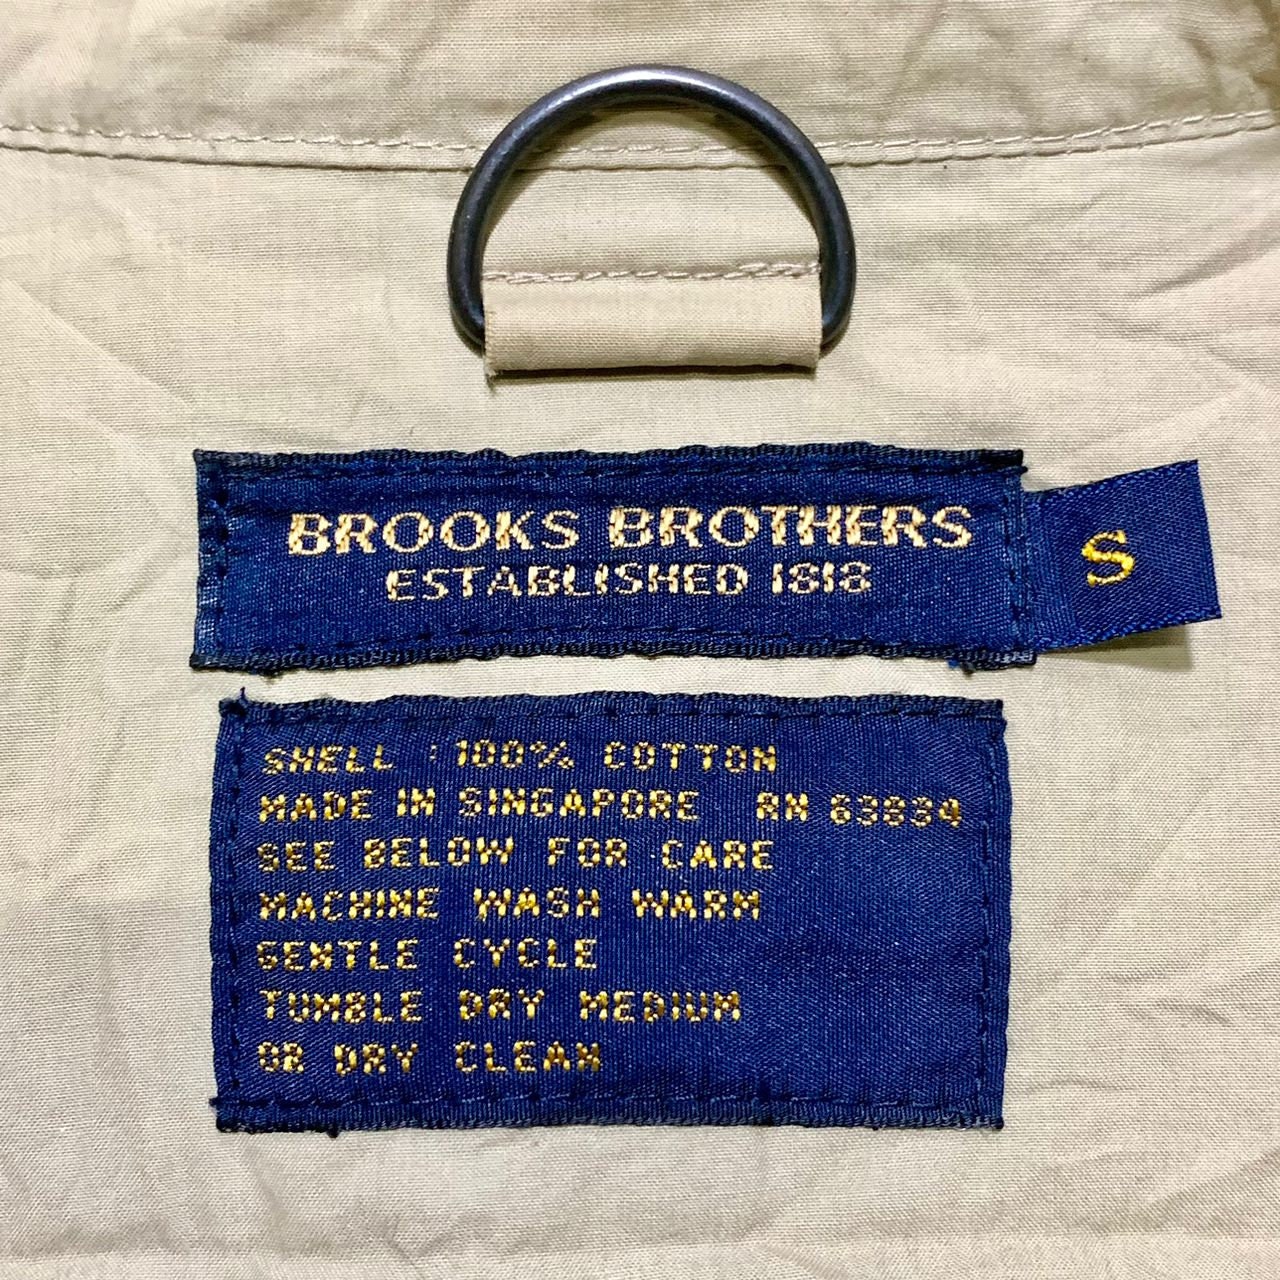 BROOKS BROTHERS
ESTABLISHED 1818
S
SHELL : 100% COTTON
MADE IN SINGAPORE RN 63834
SEE BELOW FOR CARE
MACHINE WASH WARM
GENTLE CYCLE
TUMBLE DRY MEDIUM
OR DRY CLEAN